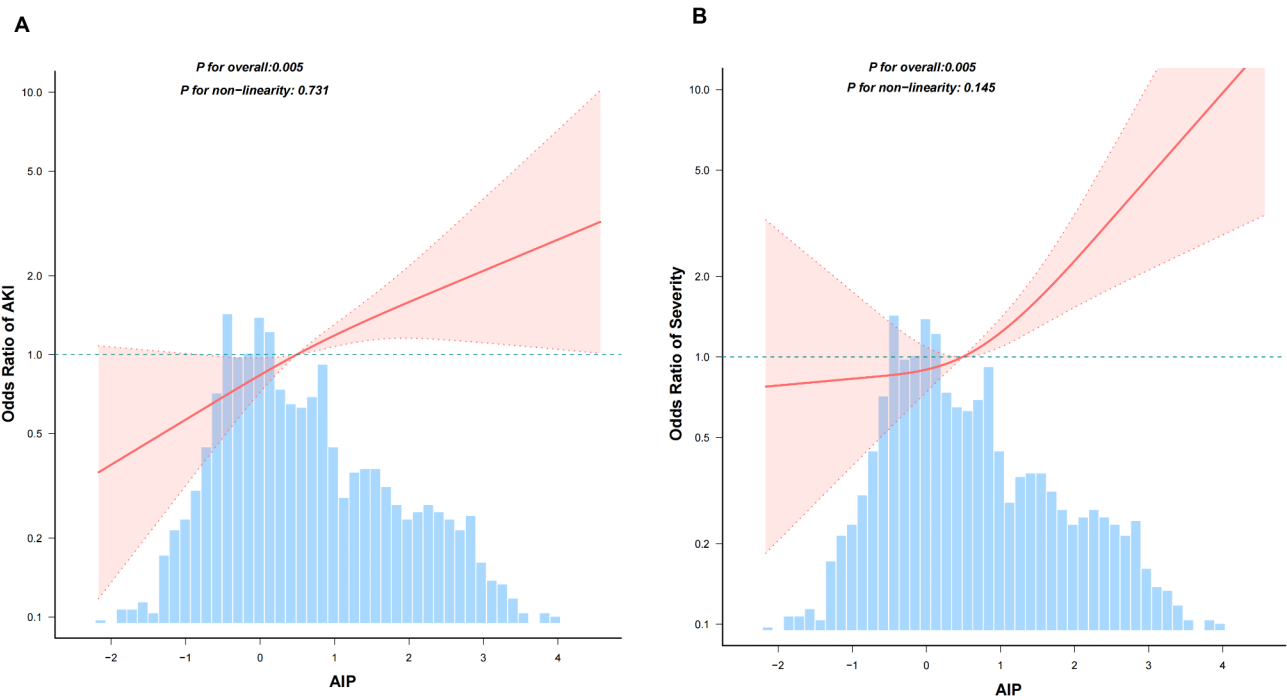 A
P for overall:0.005
P for non−linearity: 0.731
Odds Ratio of AKI
10.0
5.0
2.0
1.0
0.5
0.2
0.1
−2
−1
0
1
2
3
4
AIP
B
P for overall:0.005
P for non−linearity: 0.145
Odds Ratio of Severity
10.0
5.0
2.0
1.0
0.5
0.2
0.1
−2
−1
0
1
2
3
4
AIP